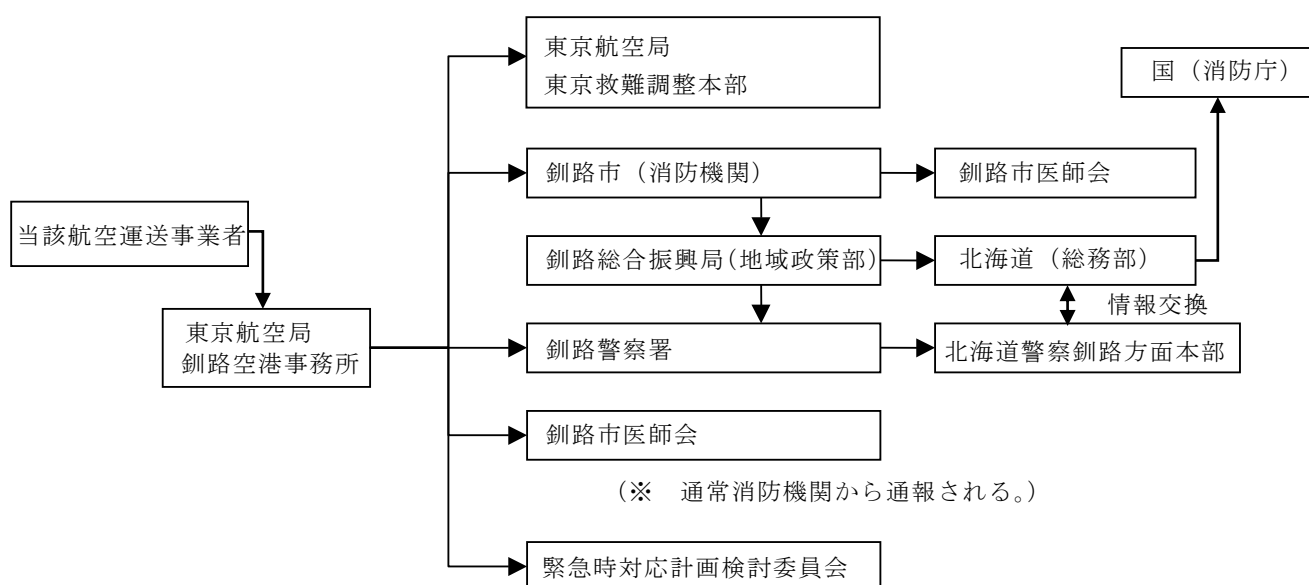 東京航空局
東京救難調整本部
国（消防庁）
釧路市（消防機関）
釧路市医師会
当該航空運送事業者
釧路総合振興局(地域政策部)
北海道（総務部）
情報交換
東京航空局
釧路空港事務所
釧路警察署
北海道警察釧路方面本部
釧路市医師会
（※　通常消防機関から通報される。）
緊急時対応計画検討委員会